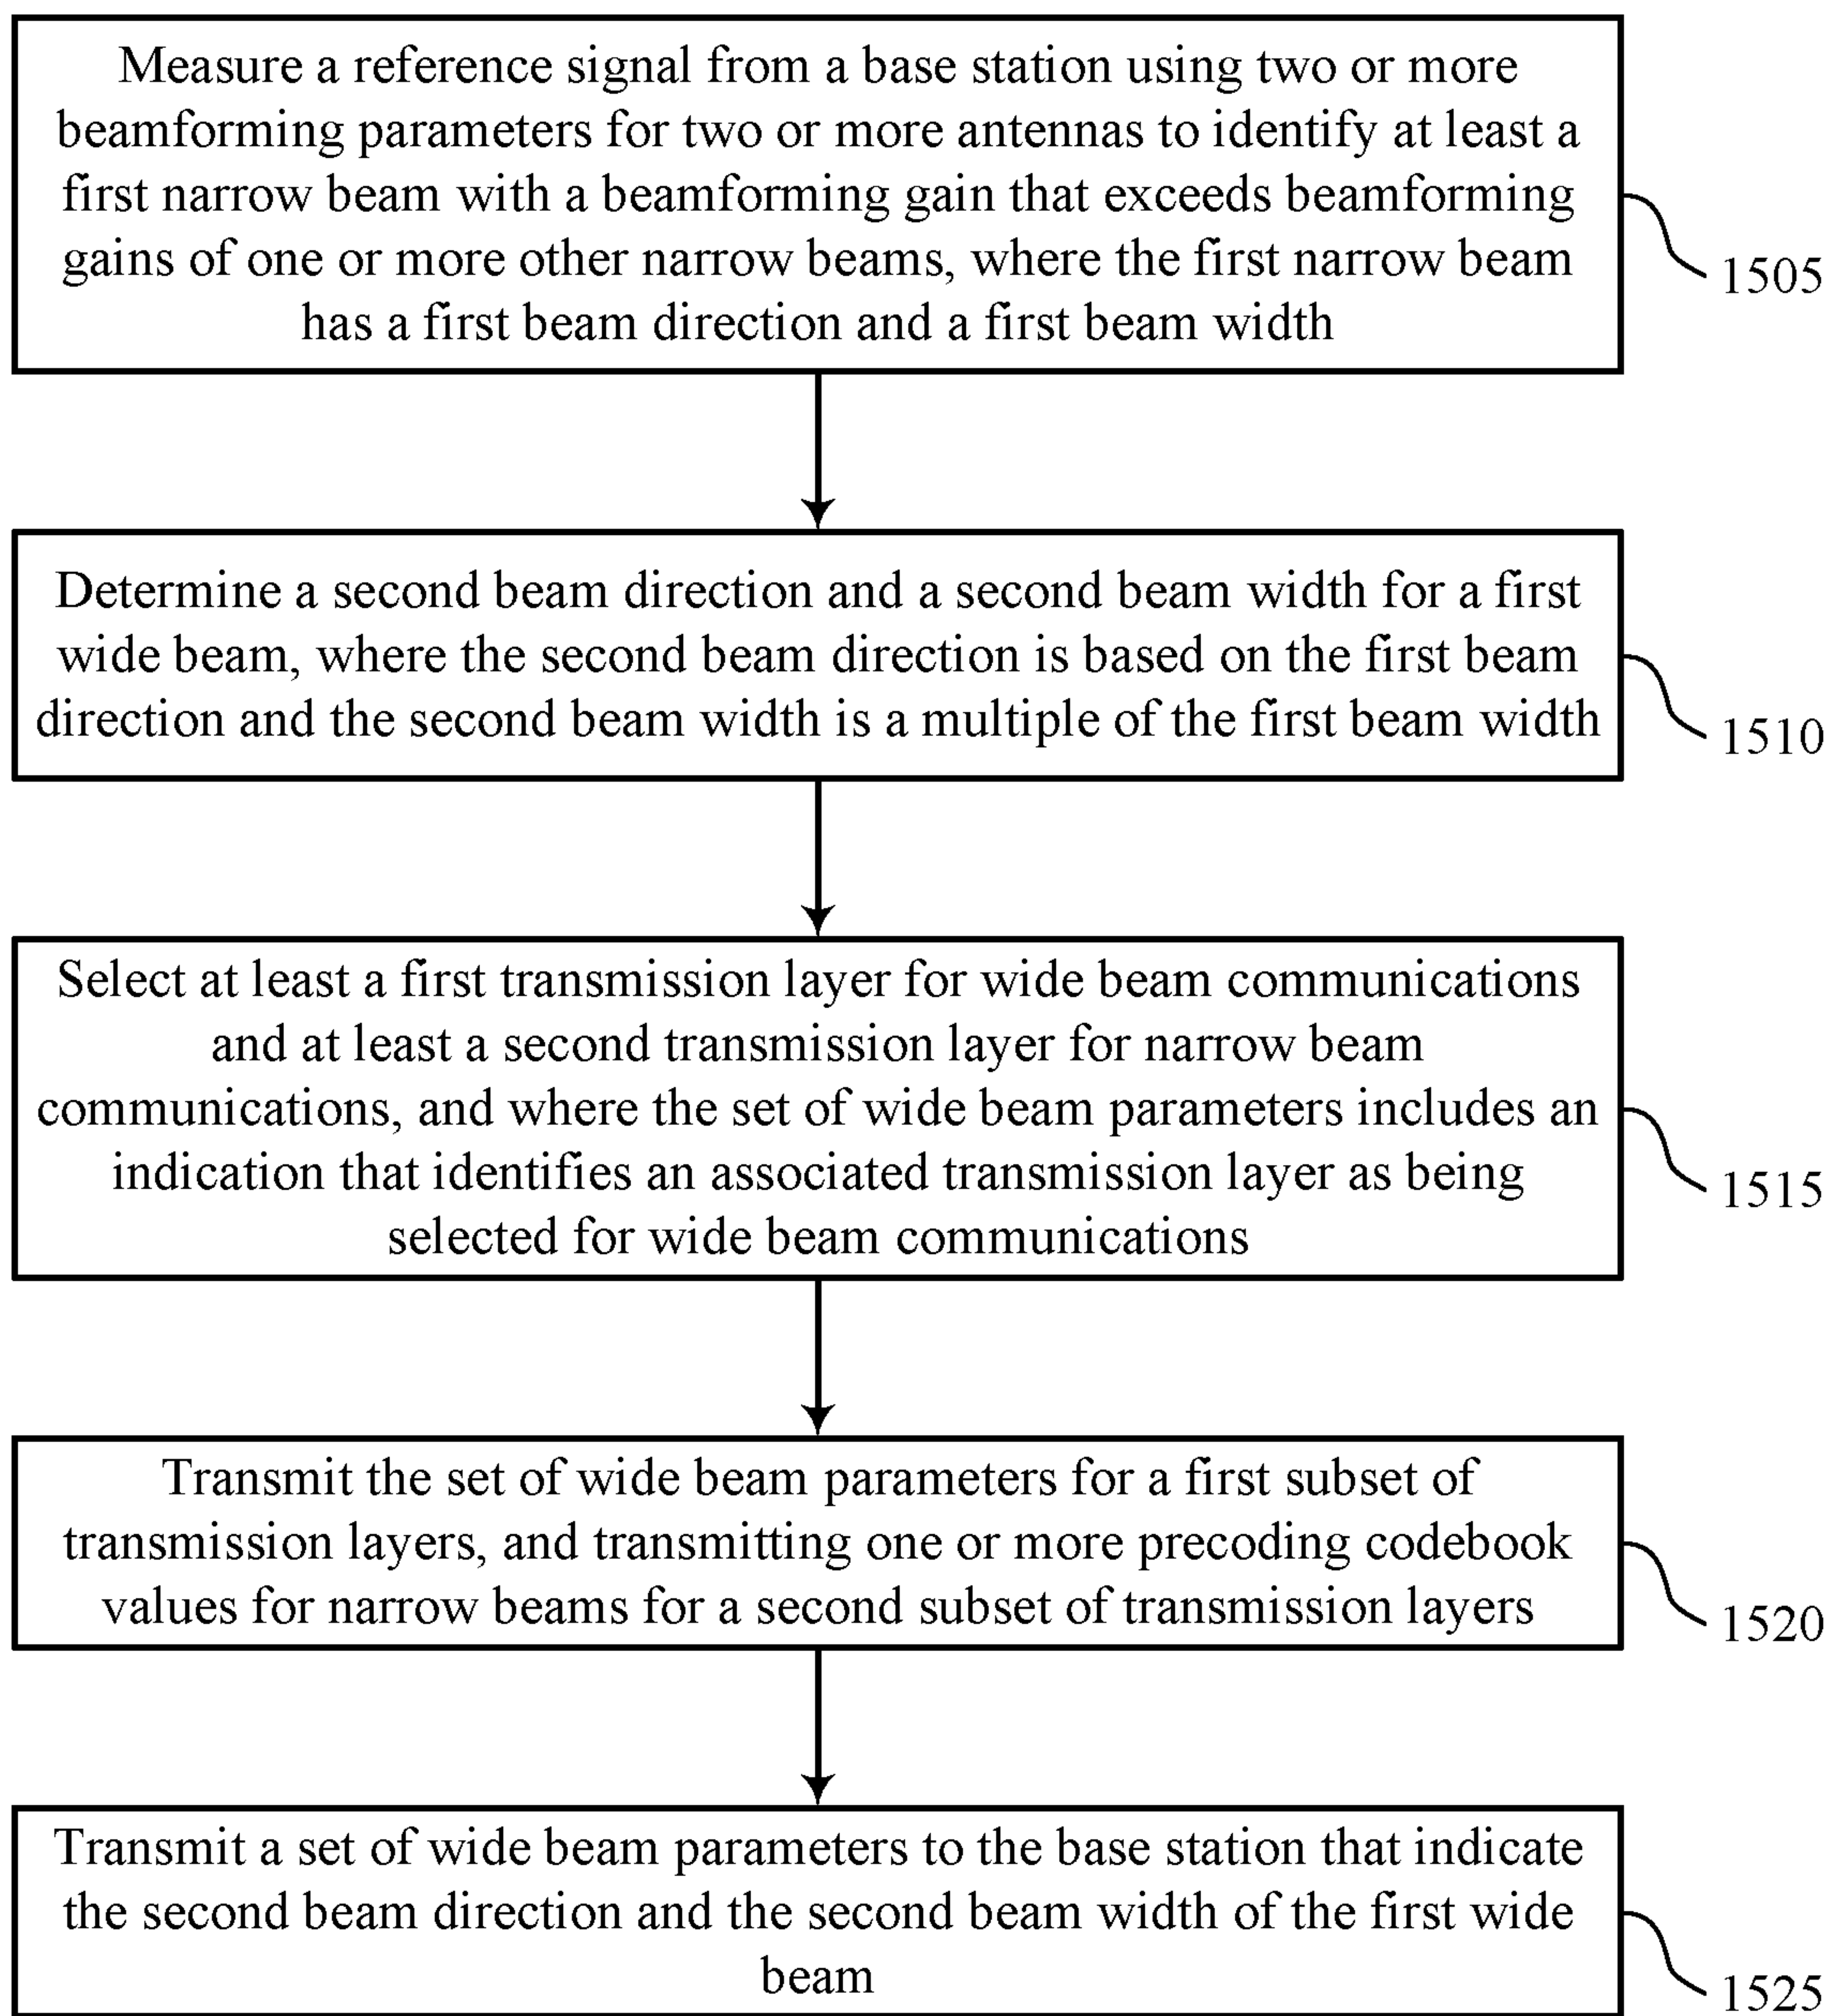 Measure a reference signal from a base station using two or more
beamforming parameters for two or more antennas to identify at least a
first narrow beam with a beamforming gain that exceeds beamforming
gains of one or more other narrow beams, where the first narrow beam
has a first beam direction and a first beam width
1505
Determine a second beam direction and a second beam width for a first
wide beam, where the second beam direction is based on the first beam
direction and the second beam width is a multiple of the first beam width
1510
Select at least a first transmission layer for wide beam communications
and at least a second transmission layer for narrow beam
communications, and where the set of wide beam parameters includes an
indication that identifies an associated transmission layer as being
selected for wide beam communications
1515
Transmit the set of wide beam parameters for a first subset of
transmission layers, and transmitting one or more precoding codebook
values for narrow beams for a second subset of transmission layers
1520
Transmit a set of wide beam parameters to the base station that indicate
the second beam direction and the second beam width of the first wide
beam
1525